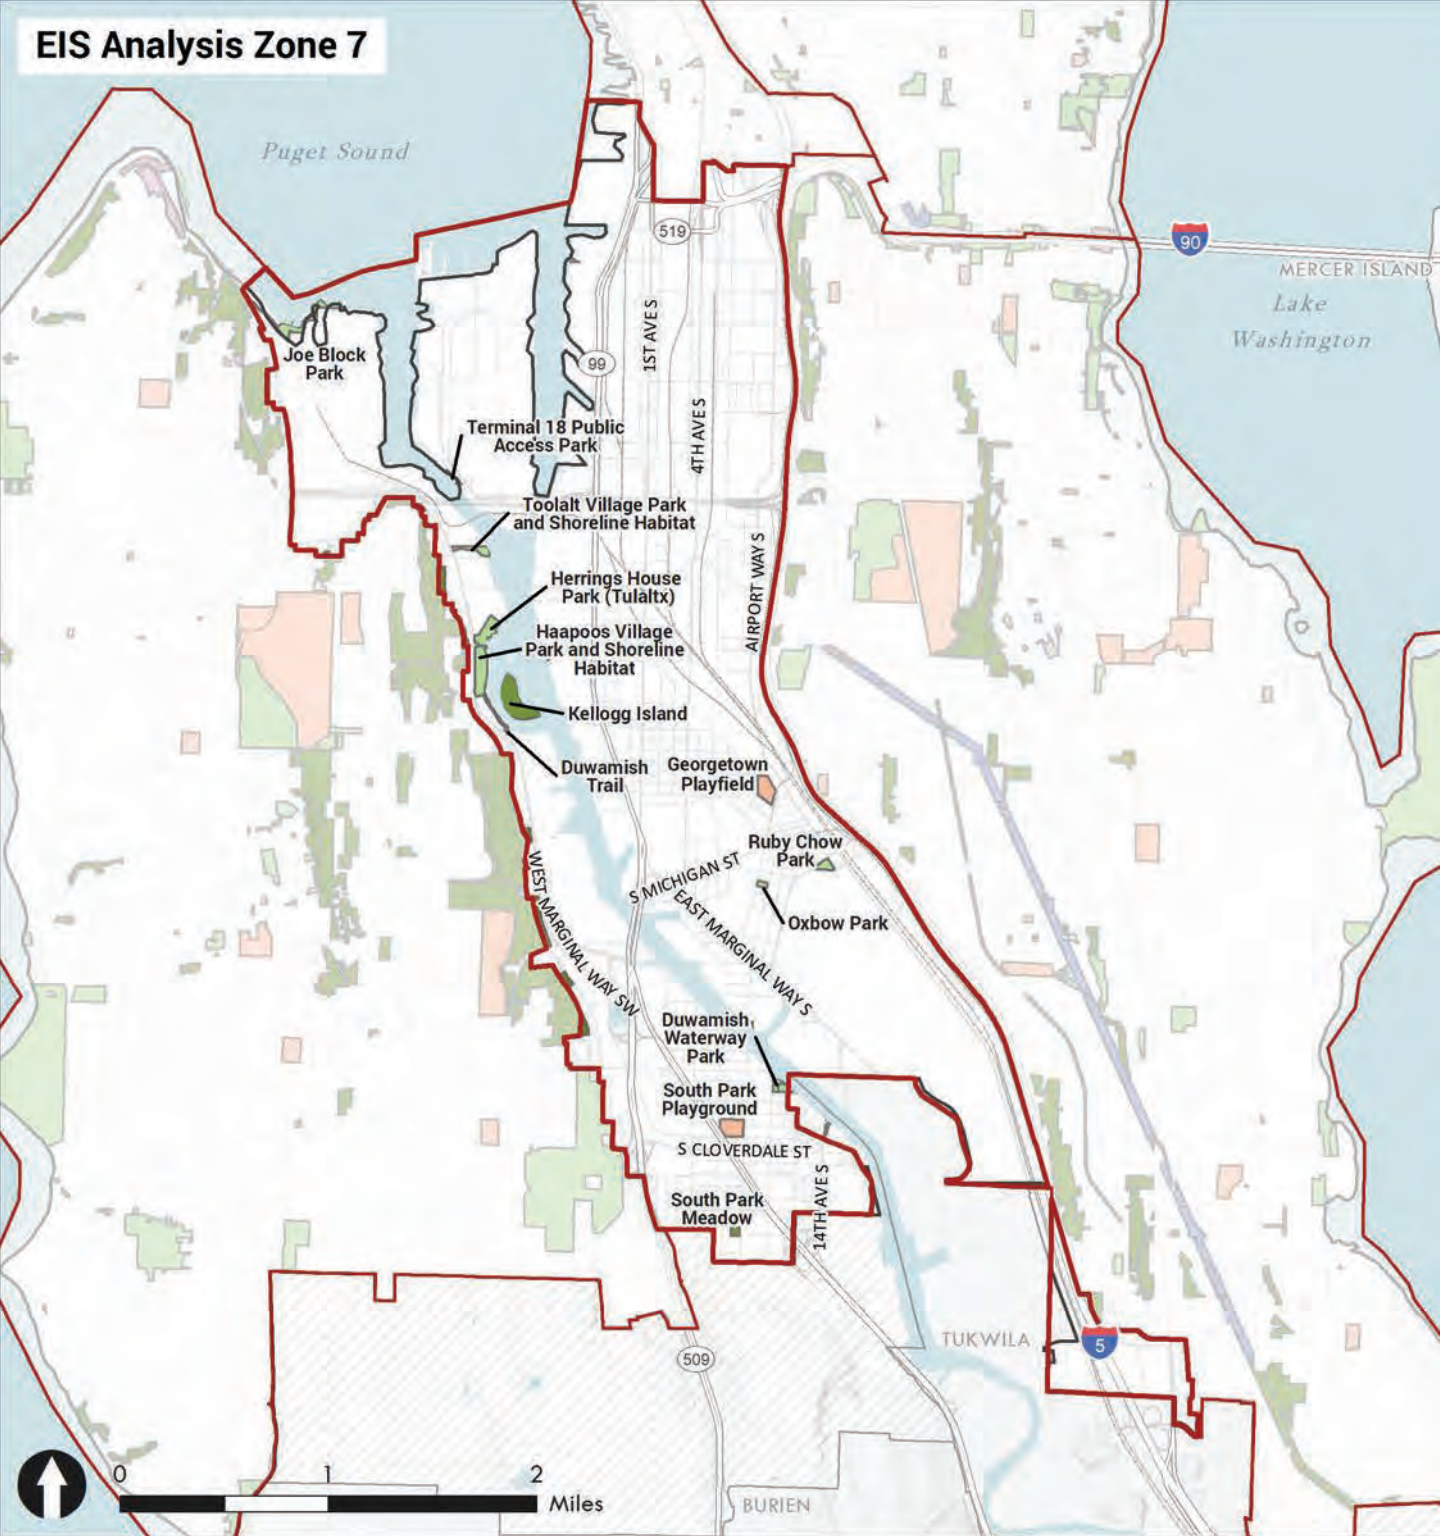 EIS Analysis Zone 7
Puget Sound
519
90
MERCER ISLAND
Lake
Washington
1ST AVE S
Joe Block
Park
99
4TH AVE S
Terminal 18 Public
Access Park
Toolalt Village Park
and Shoreline Habitat
AIRPORT WAY S
Herrings House
Park (Tulaltx)
Haapoos Village
Park and Shoreline
Habitat
Kellogg Island
Duwamish
Trail
Georgetown
Playfield
Ruby Chow
Park
S MICHIGAN ST
WEST MARGINAL WAY SW
EAST MARGINAL WAY S
Oxbow Park
Duwamish
Waterway
Park
South Park
Playground
S CLOVERDALE ST
14TH AVE S
South Park
Meadow
TUKWILA
5
509
0 1 2
Miles
BURIEN